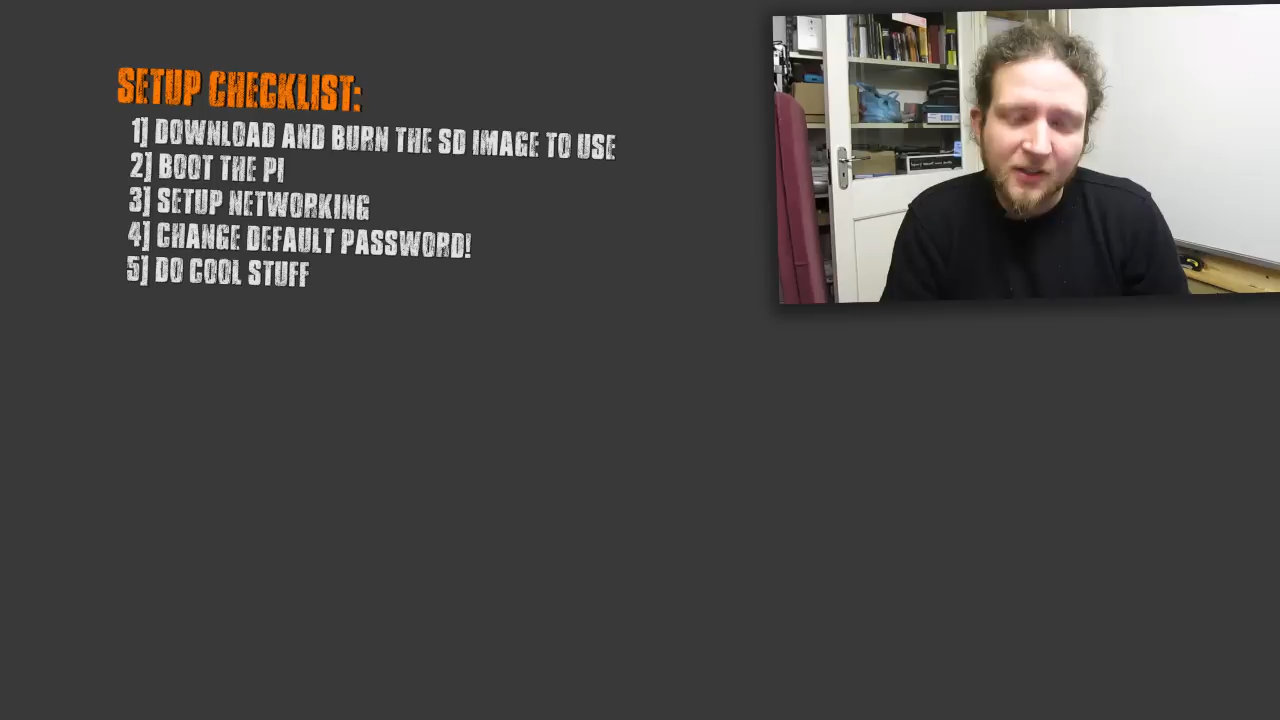 SETUP CHECKLIST:
1] DOWNLOAD AND BURN THE SD IMAGE TO USE
2] BOOT THE PI
3] SETUP NETWORKING
4] CHANGE DEFAULT PASSWORD!
5] DO COOL STUFF